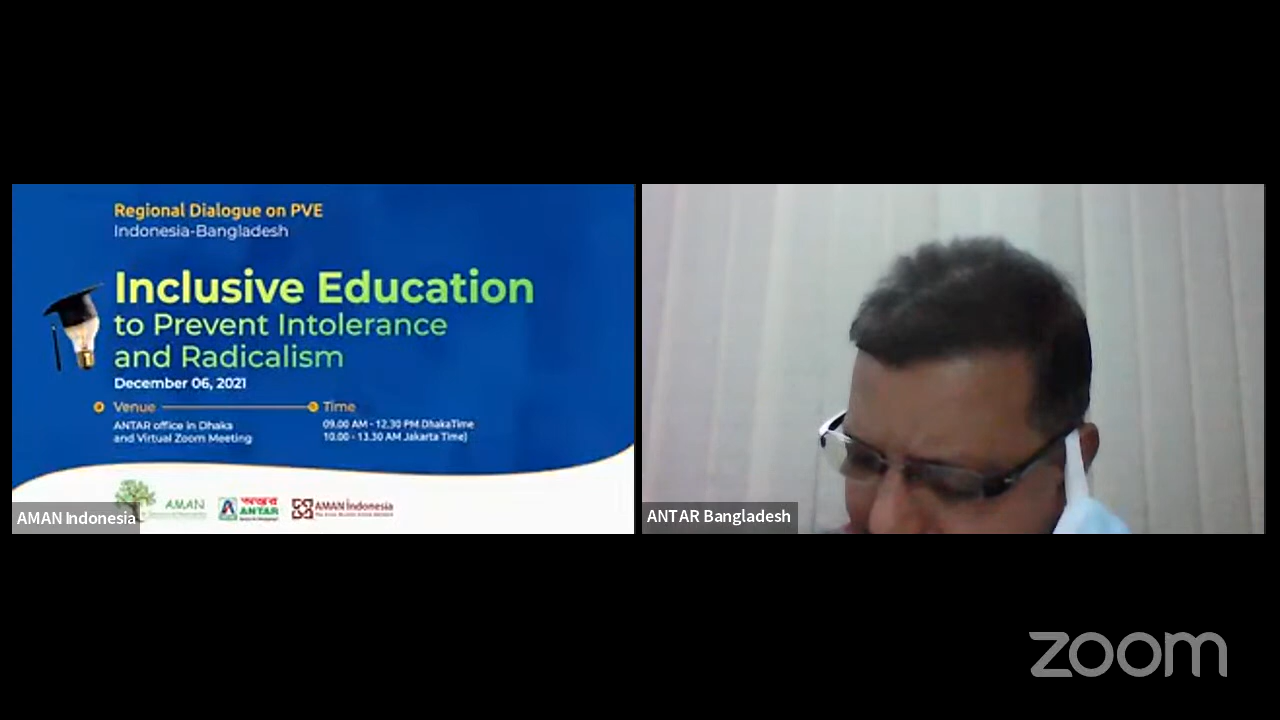 Regional Dialogue on PVE
Indonesia-Bangladesh
Inclusive Education
to Prevent Intolerance
and Radicalism
December 06, 2021
Venue
ANTAR office in Dhaka
and Virtual Zoom Meeting
Time
09.00 AM - 12.30 PM DhakaTime
10.00 - 13.30 AM Jakarta Time)
AMAN
অন্তর
ANTAR
AMAN Indonesia
AMAN Indonesia
ANTAR Bangladesh
zoom